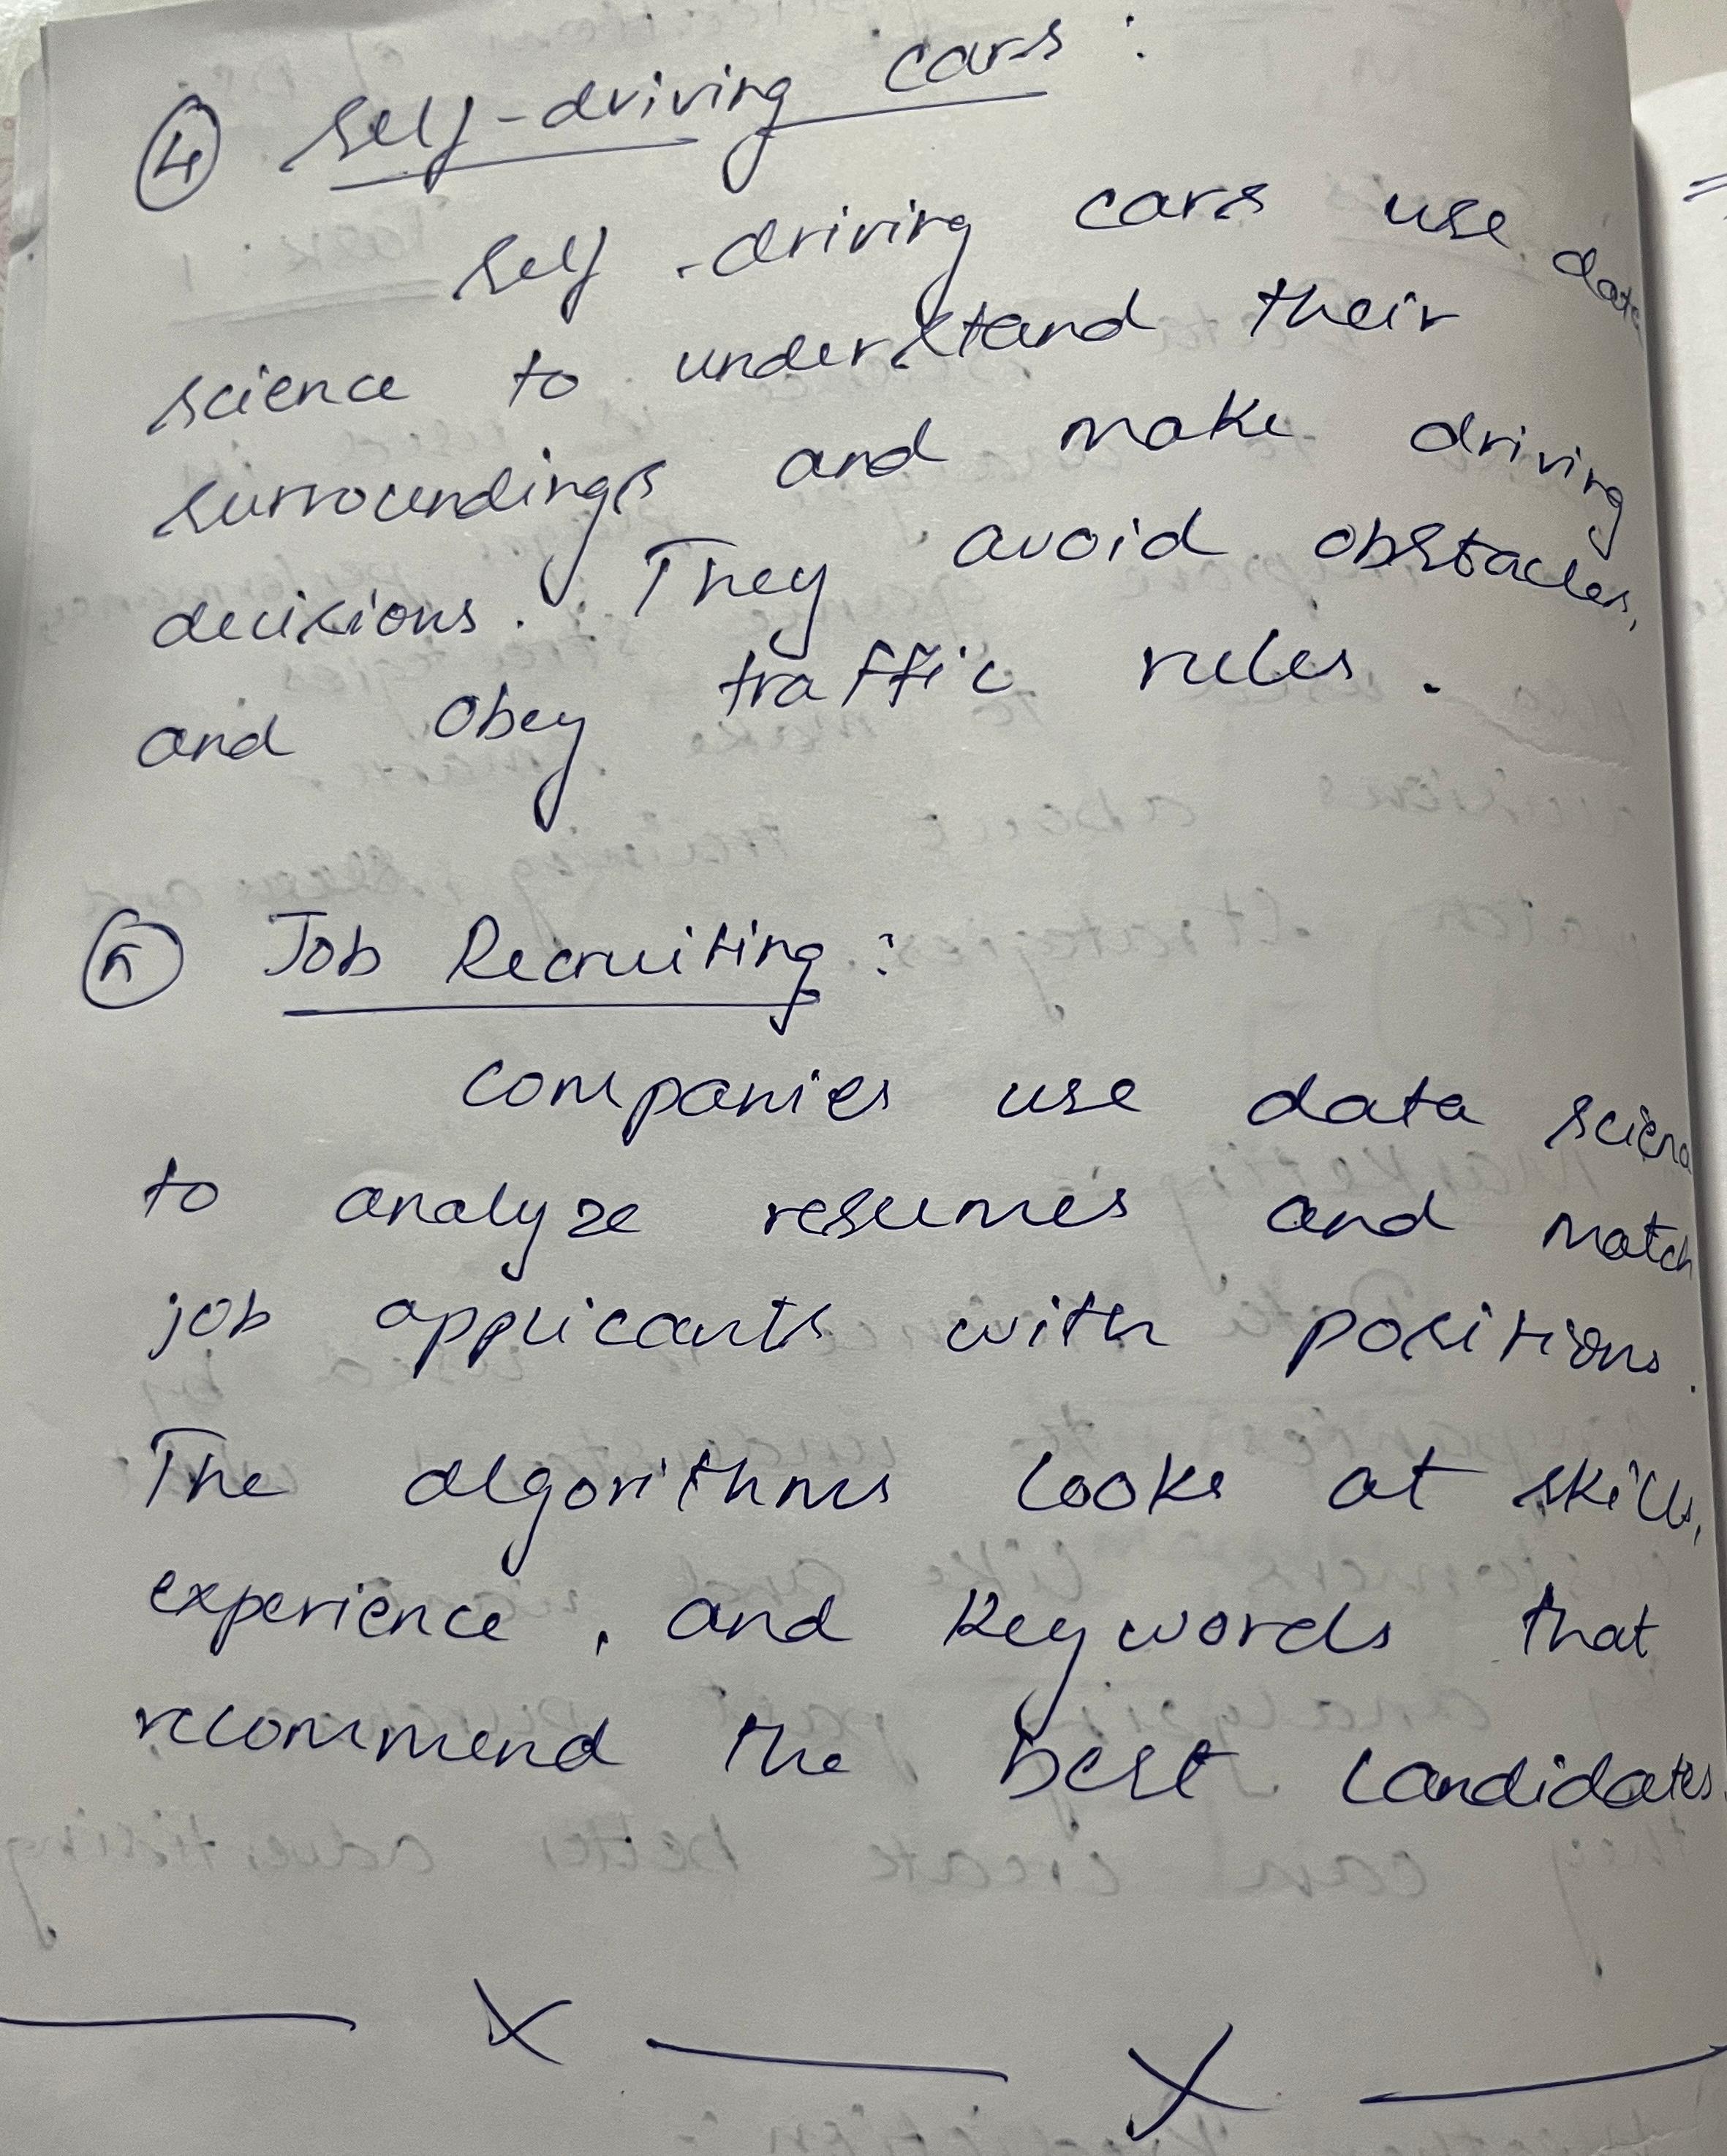 ④ Self-driving cars :
Self-driving cars use data
science to understand their
surroundings and make driving
decisions. They avoid obstacles,
and obey traffic rules.
⑤ Job Recruiting :
Companies use data science
to analyze resumes and match
job applicants with positions.
The algorithms looks at skills,
experience, and keywords that
recommend the best candidates.
— X — X —